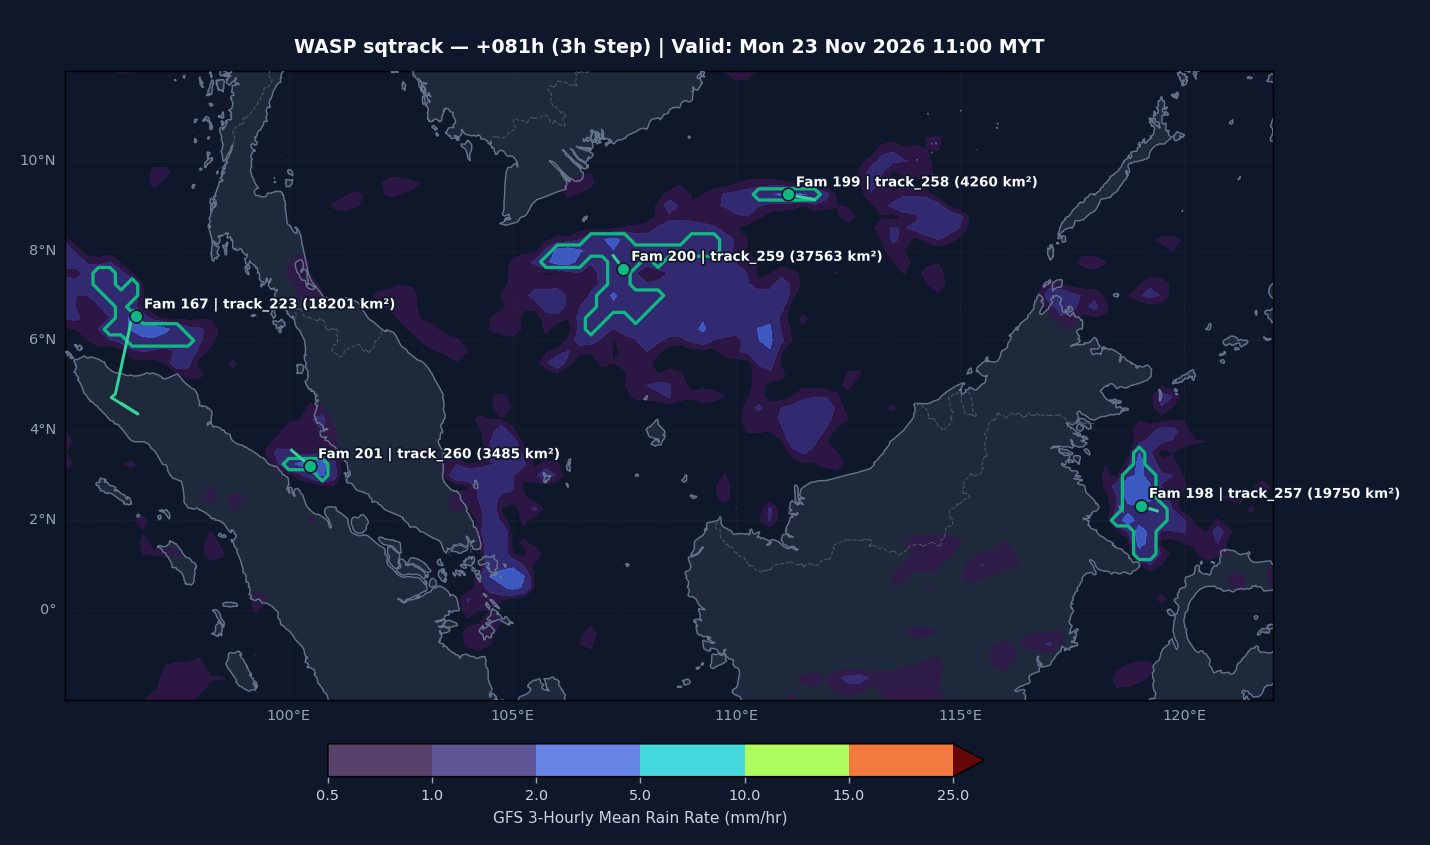 WASP sqtrack — +081h (3h Step) | Valid: Mon 23 Nov 2026 11:00 MYT
10°N
Fam 199 | track_258 (4260 km²)
8°N
Fam 200 | track_259 (37563 km²)
Fam 167 | track_223 (18201 km²)
6°N
4°N
Fam 201 | track_260 (3485 km²)
Fam 198 | track_257 (19750 km²)
2°N
0°
100°E 105°E 110°E 115°E 120°E
0.5 1.0 2.0 5.0 10.0 15.0 25.0
GFS 3-Hourly Mean Rain Rate (mm/hr)